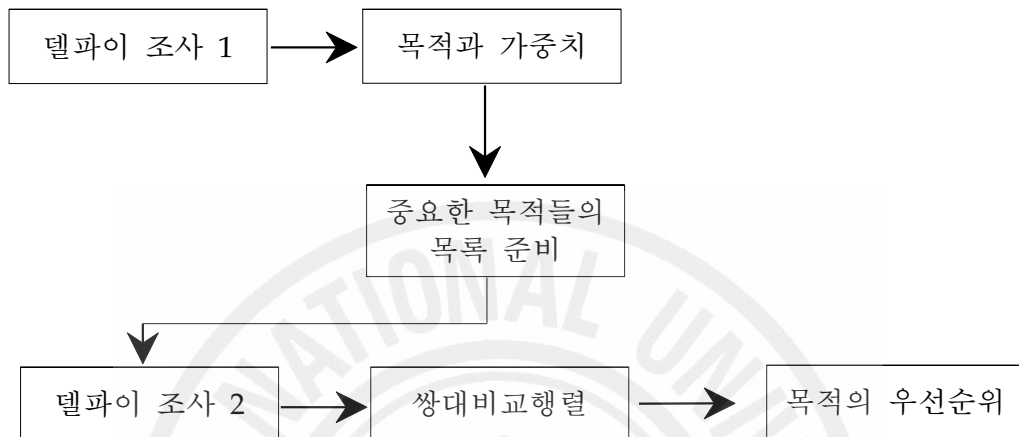 델파이 조사 1
목적과 가중치
중요한 목적들의
목록 준비
델파이 조사 2
쌍대비교행렬
목적의 우선순위
NATIONAL UNI